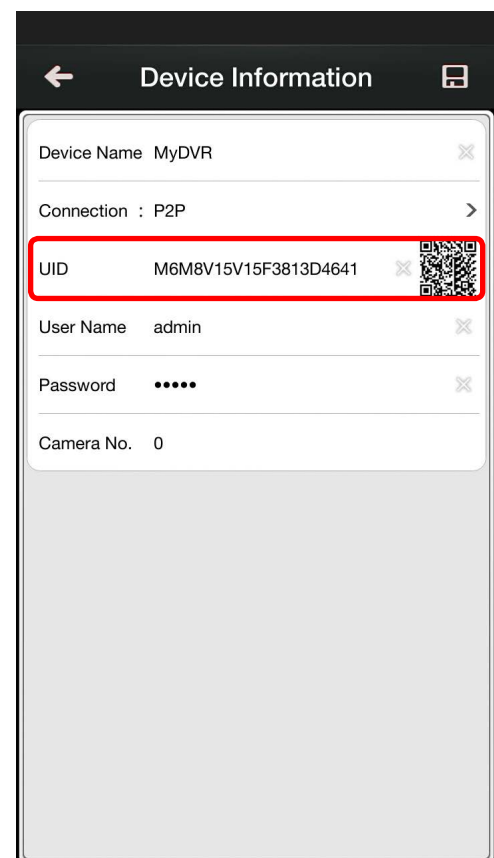 Device Information
Device Name MyDVR
Connection : P2P
UID M6M8V15V15F3813D4641
User Name admin
Password •••••
Camera No. 0